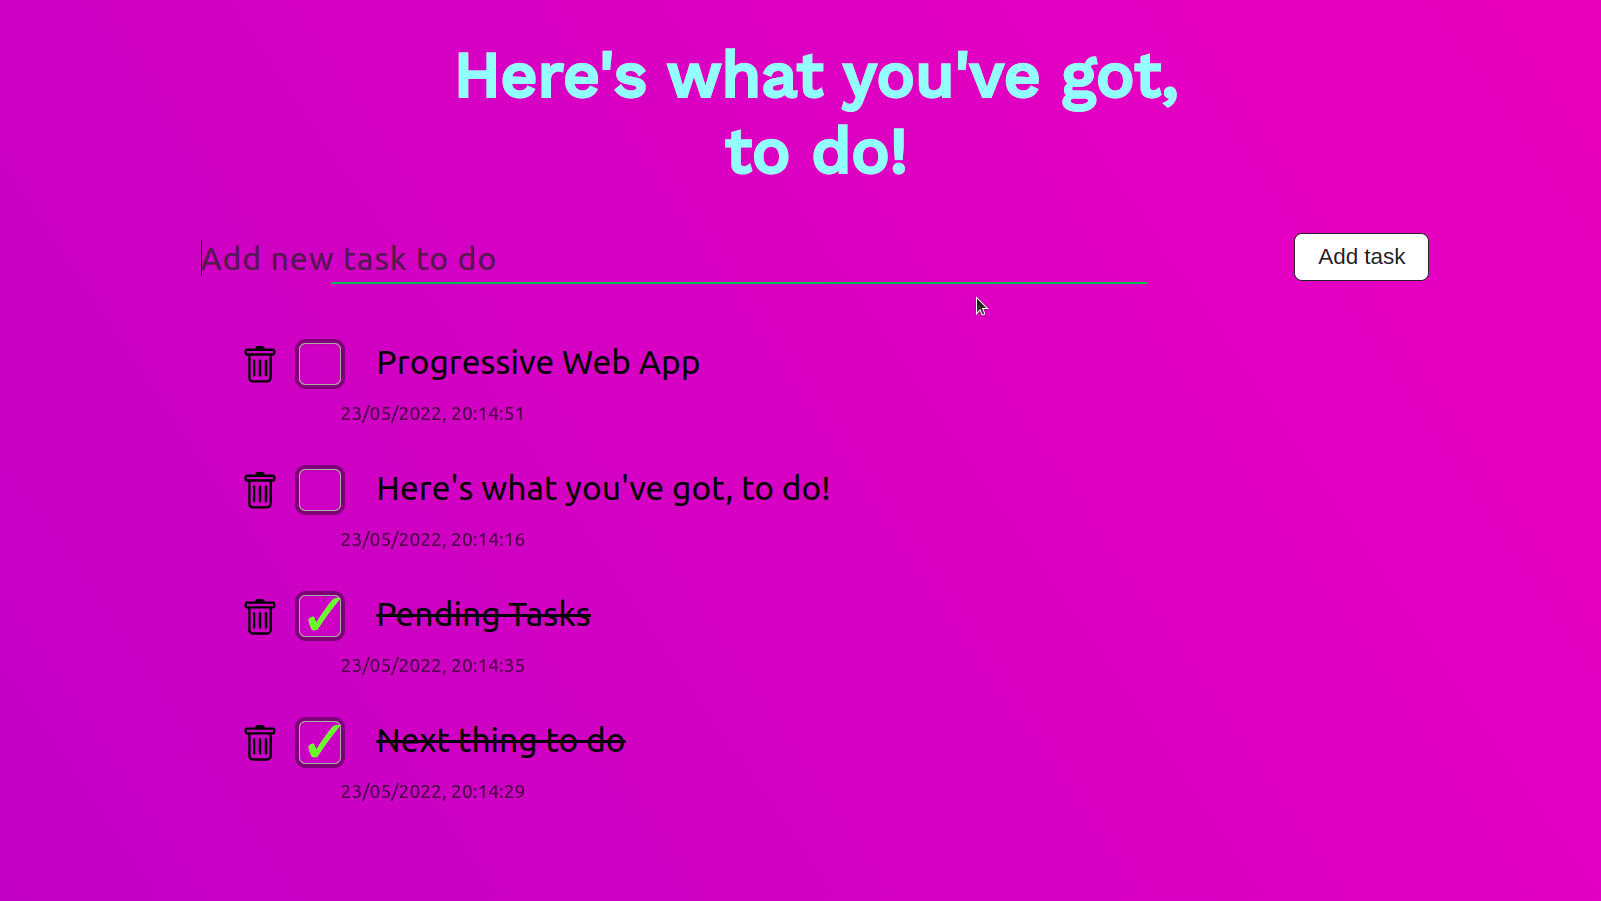 Here's what you've got,
to do!
Add new task to do
Add task
Progressive Web App
23/05/2022, 20:14:51
Here's what you've got, to do!
23/05/2022, 20:14:16
Pending Tasks
23/05/2022, 20:14:35
Next thing to do
23/05/2022, 20:14:29